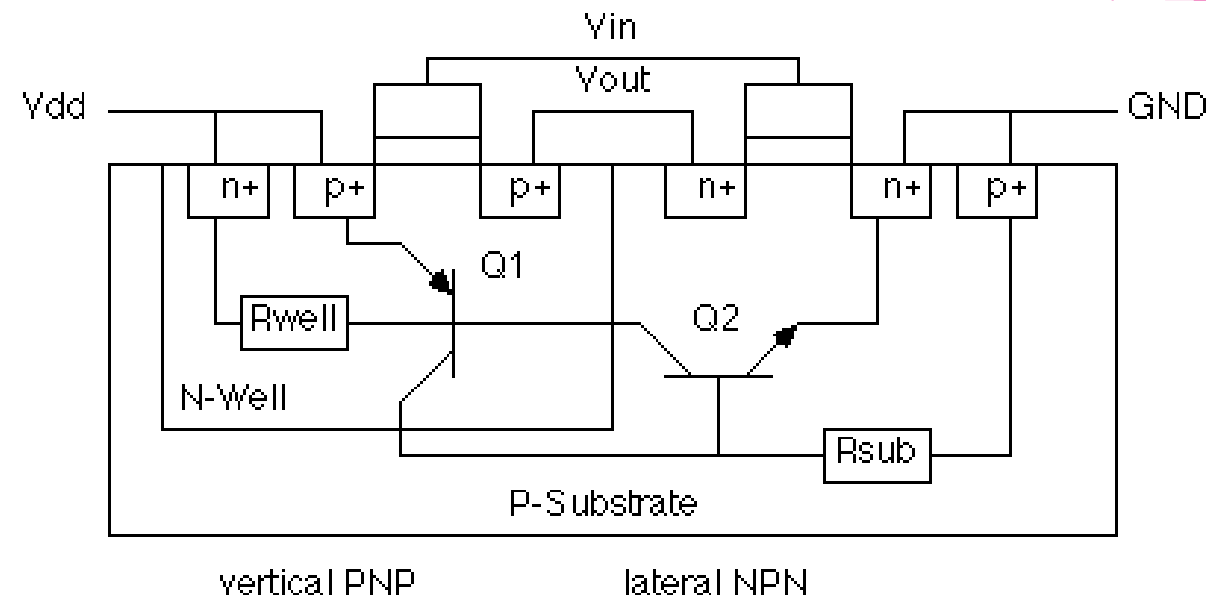 Vin
Vout
Vdd
GND
n+ p+ p+ n+ n+ p+
Q1
Rwell
Q2
N-Well
Rsub
P-Substrate
vertical PNP lateral NPN